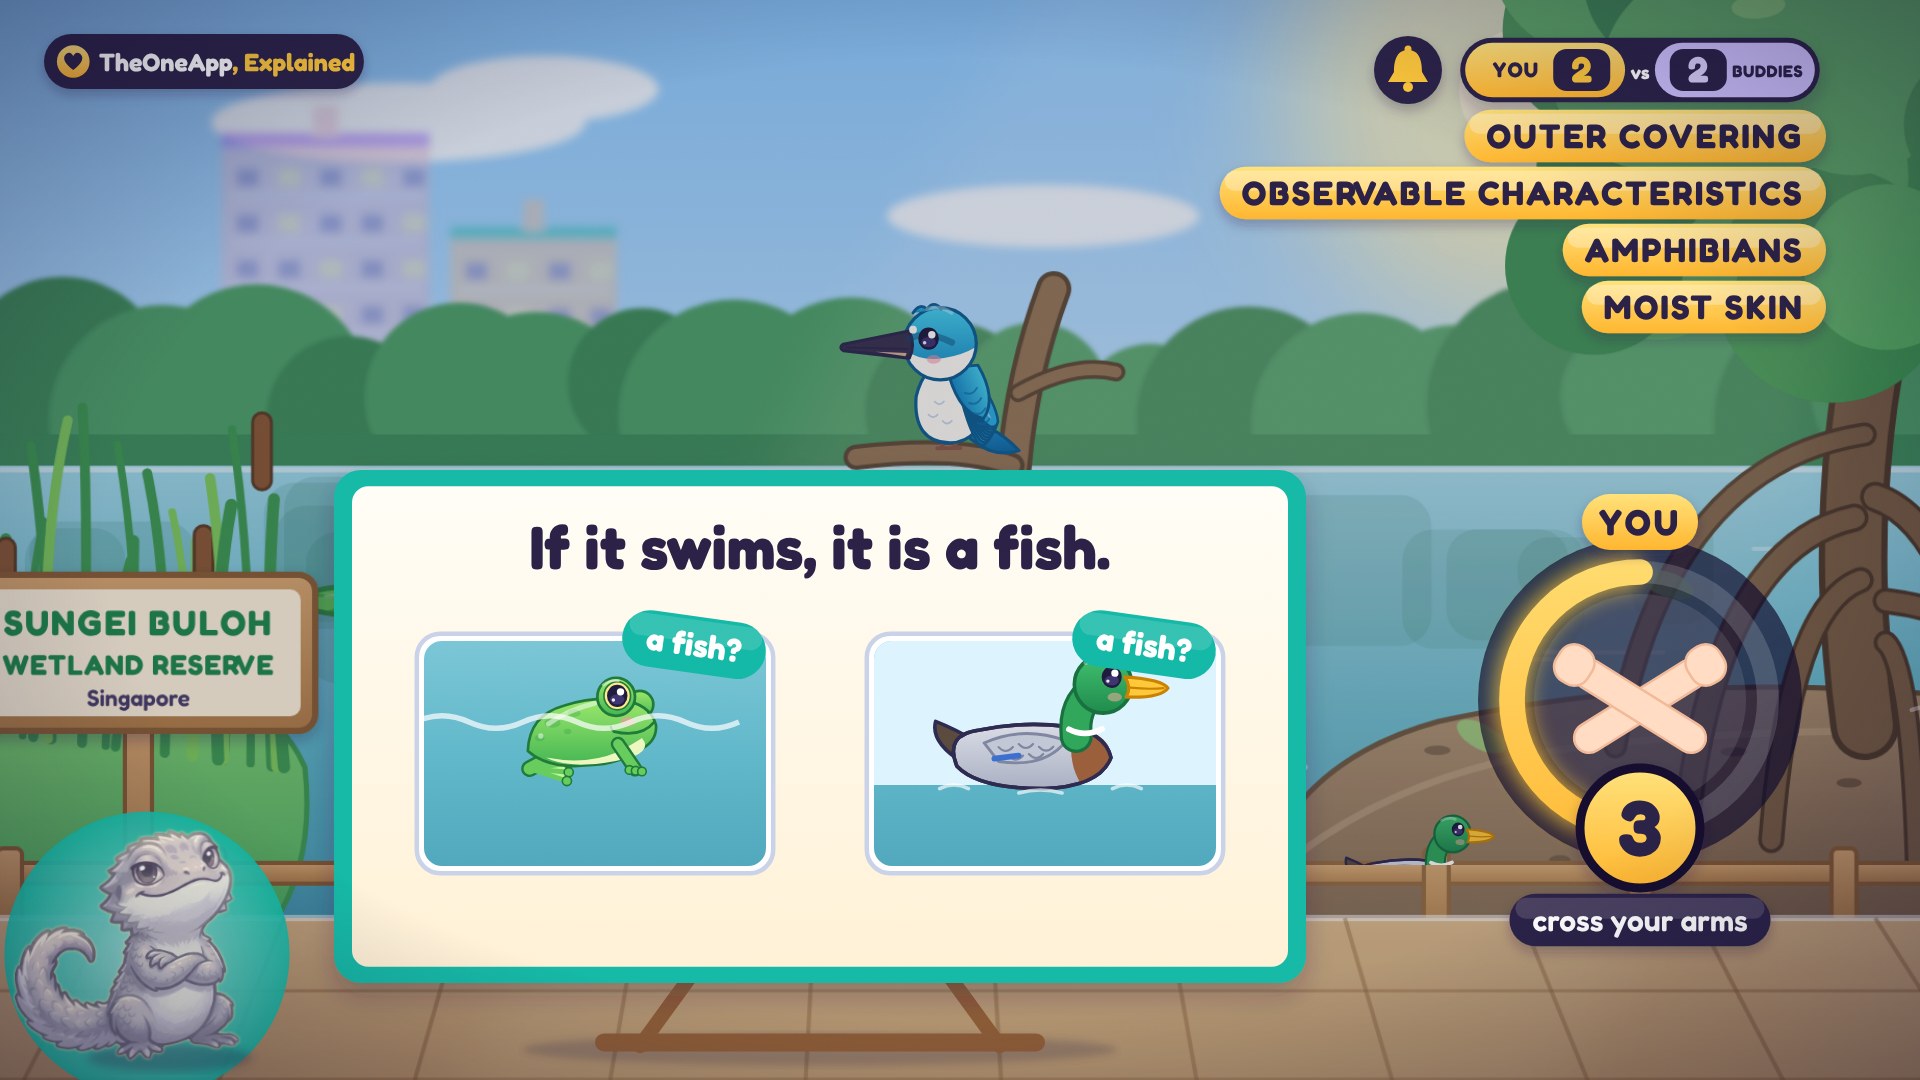 TheOneApp, Explained
YOU 2 vs 2 BUDDIES
OUTER COVERING
OBSERVABLE CHARACTERISTICS
AMPHIBIANS
MOIST SKIN
If it swims, it is a fish.
a fish?
a fish?
SUNGEI BULOH
WETLAND RESERVE
Singapore
YOU
3
cross your arms